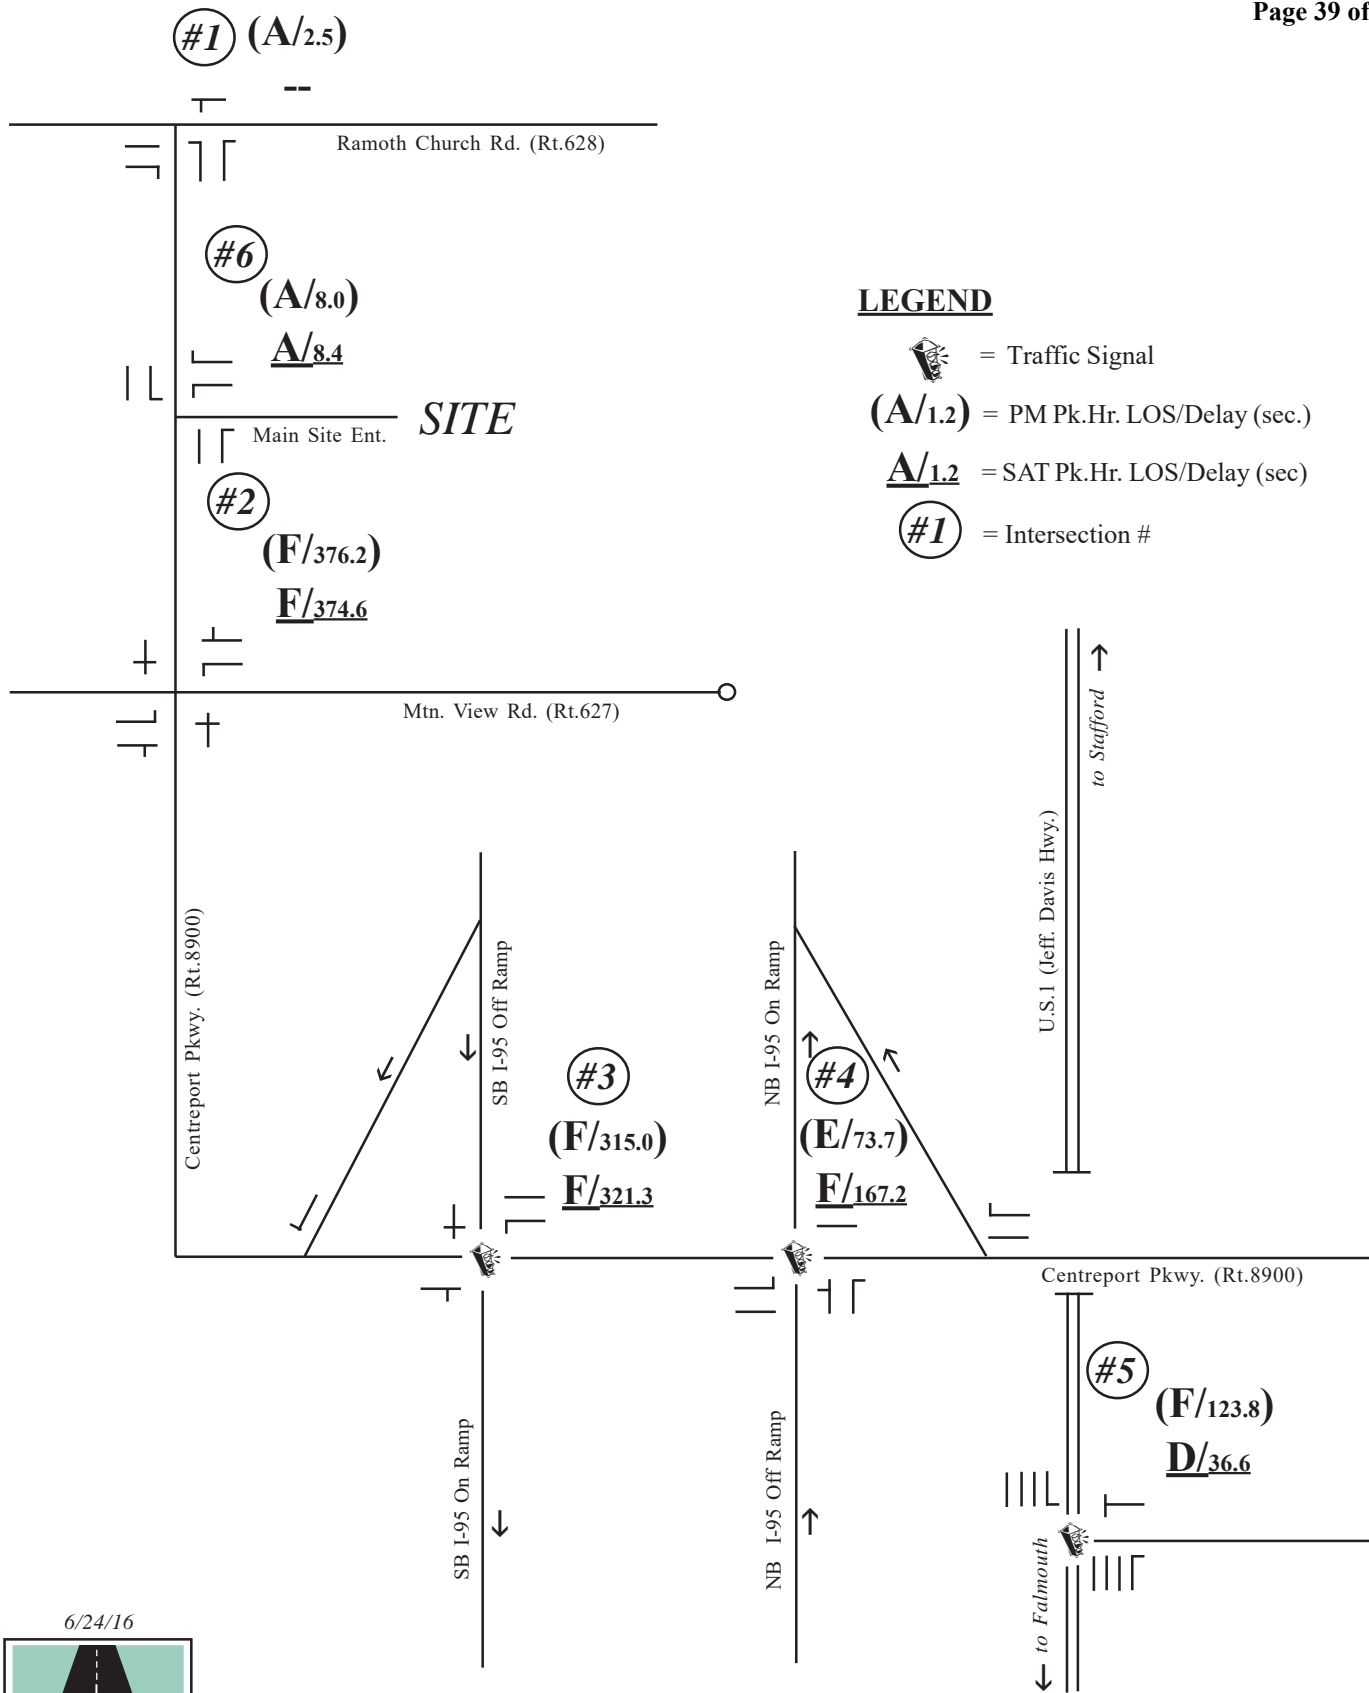 Page 39 of
#1 (A/2.5)
--
Ramoth Church Rd. (Rt.628)
#6
(A/8.0)
A/8.4
SITE
Main Site Ent.
#2
(F/376.2)
F/374.6
LEGEND
= Traffic Signal
(A/1.2) = PM Pk.Hr. LOS/Delay (sec.)
A/1.2 = SAT Pk.Hr. LOS/Delay (sec)
#1 = Intersection #
Mtn. View Rd. (Rt.627)
to Stafford
U.S.1 (Jeff. Davis Hwy.)
Centreport Pkwy. (Rt.8900)
SB I-95 Off Ramp
#3
(F/315.0)
F/321.3
NB I-95 On Ramp
#4
(E/73.7)
F/167.2
Centreport Pkwy. (Rt.8900)
#5
(F/123.8)
D/36.6
SB I-95 On Ramp
NB I-95 Off Ramp
to Falmouth
6/24/16